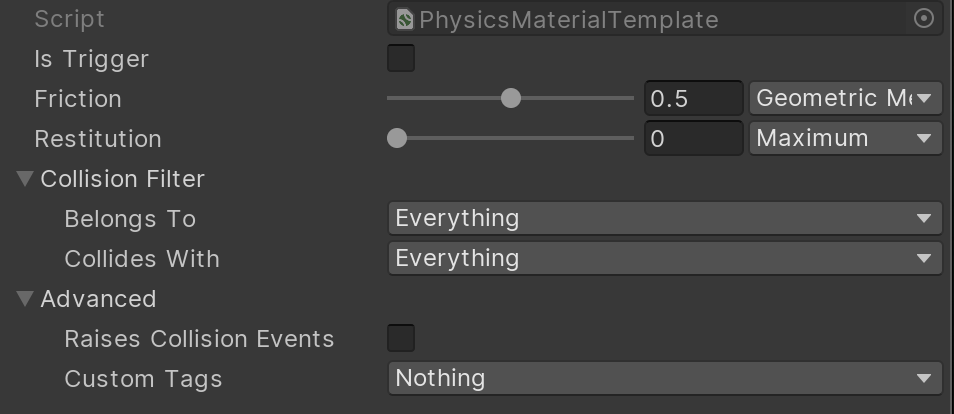 Script PhysicsMaterialTemplate
Is Trigger
Friction 0.5 Geometric Me
Restitution 0 Maximum
Collision Filter
Belongs To Everything
Collides With Everything
Advanced
Raises Collision Events
Custom Tags Nothing